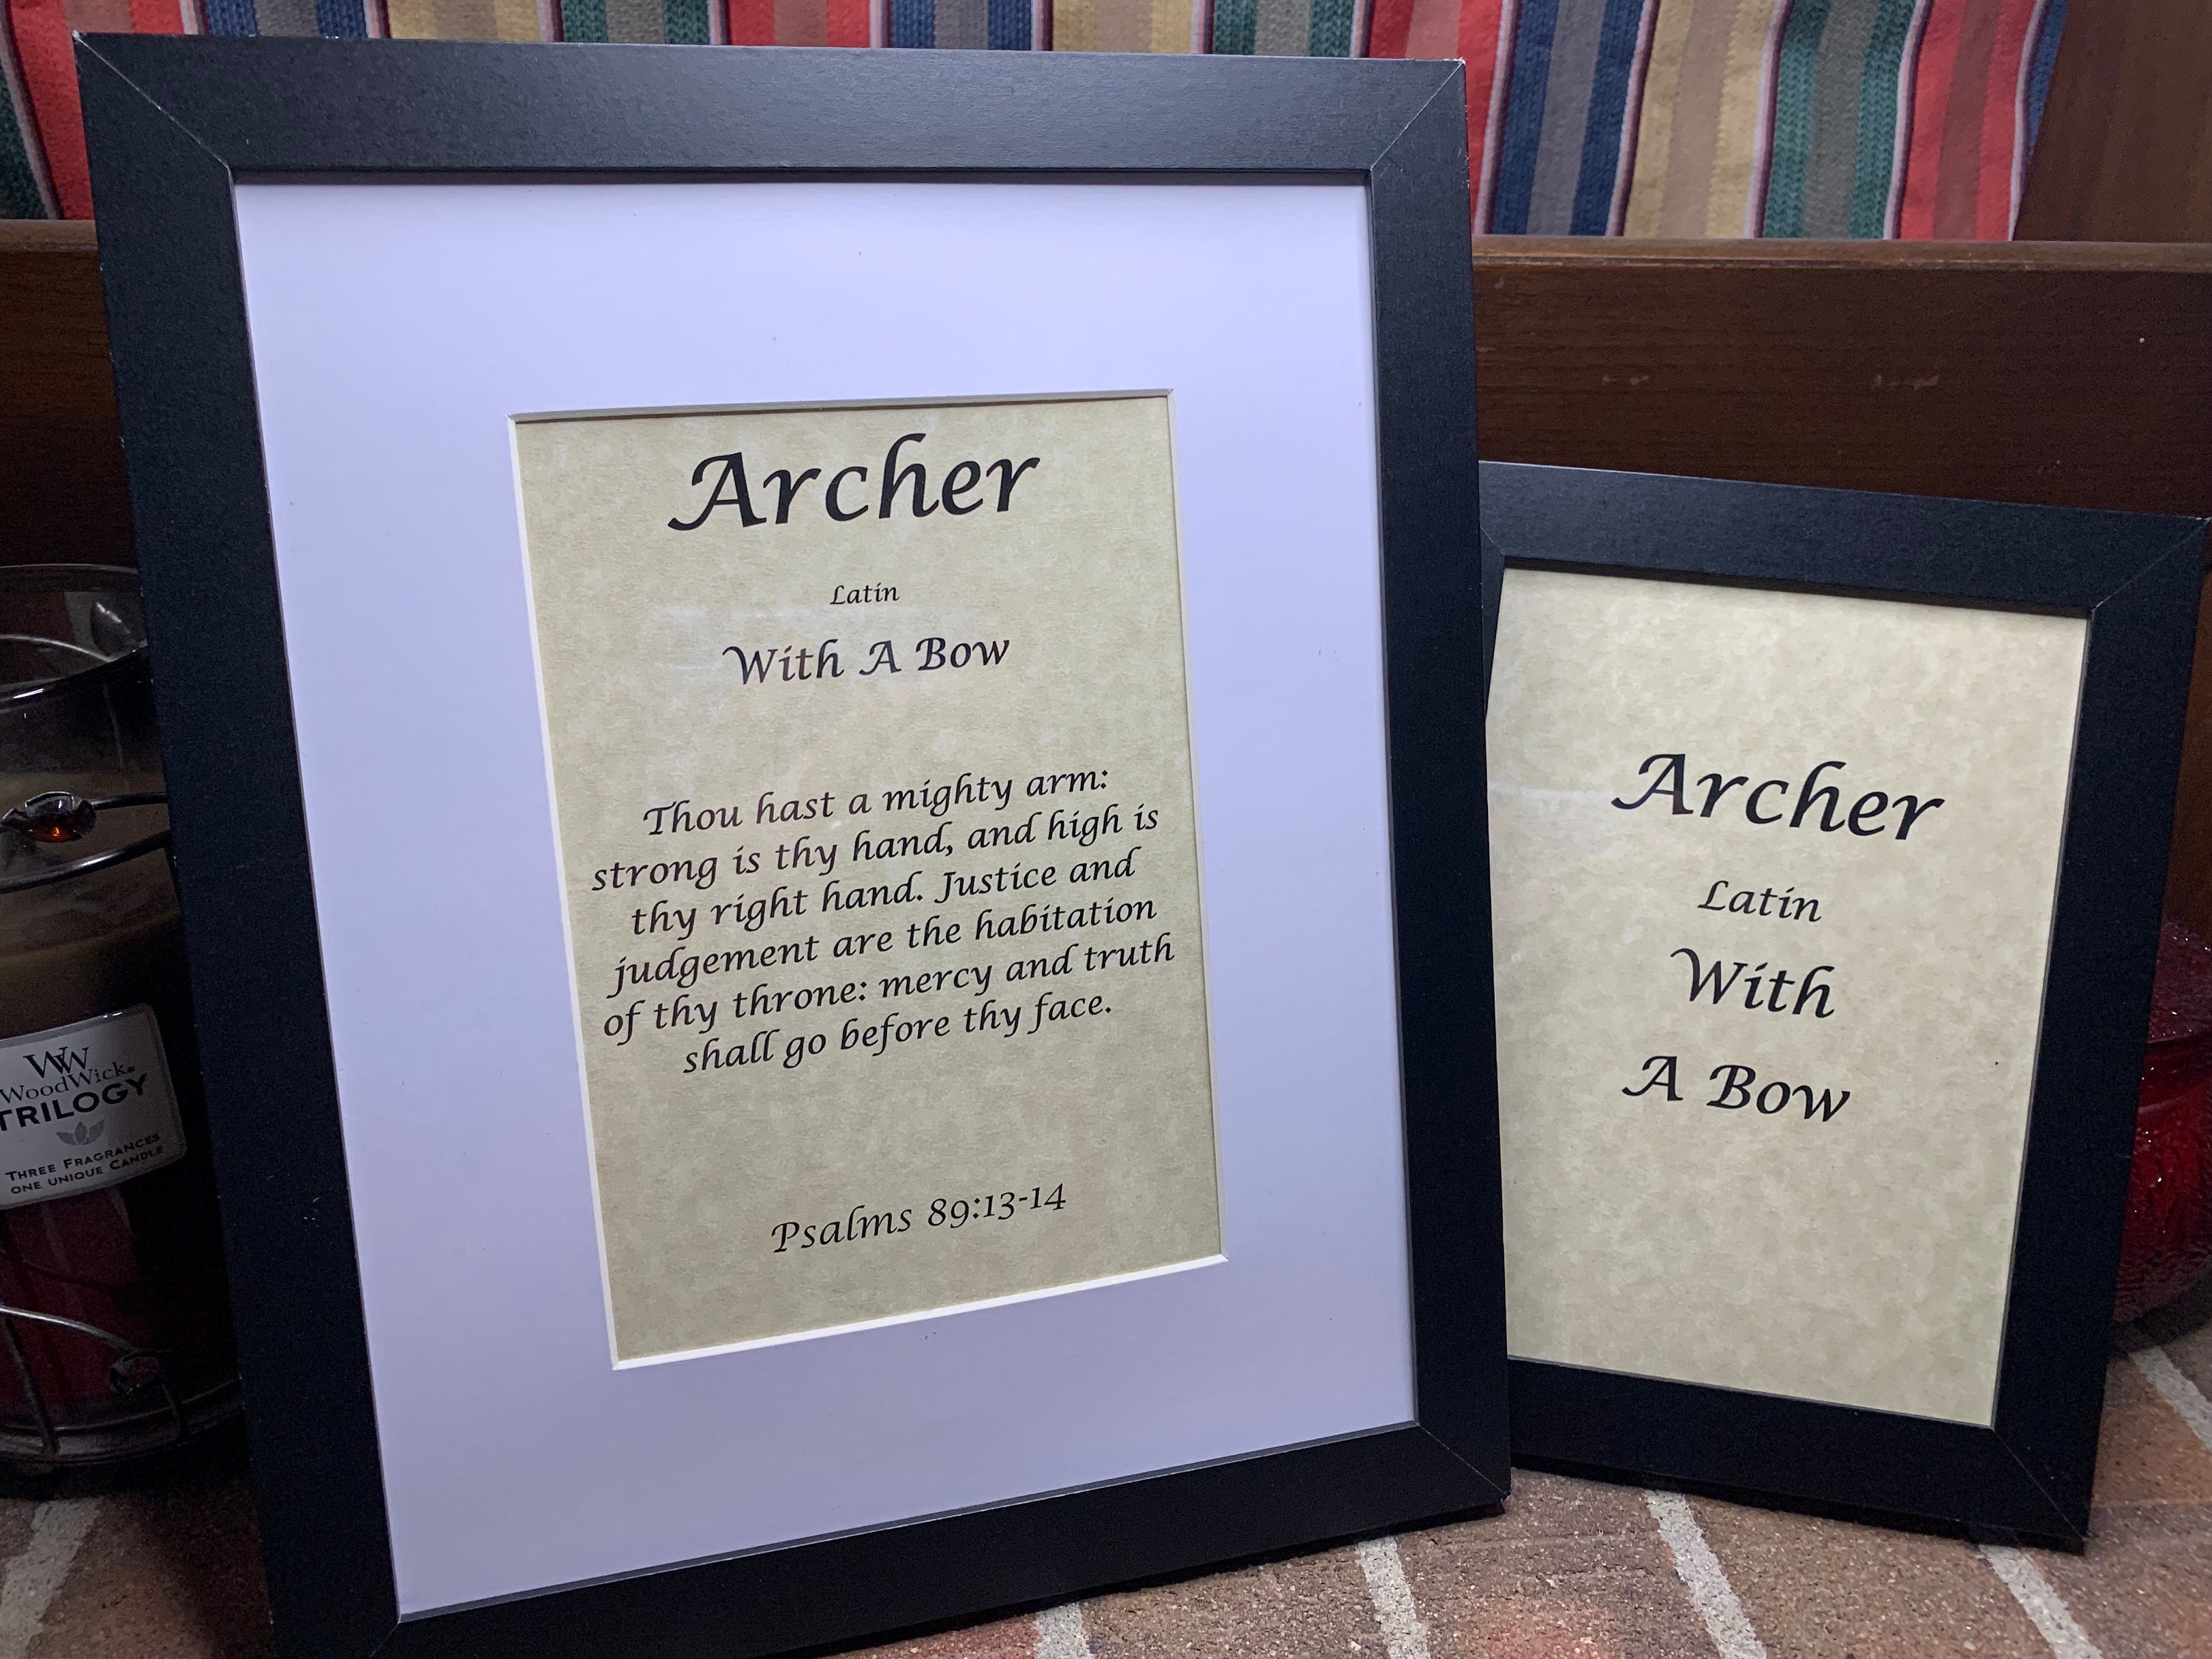 Archer
Latin
With A Bow
Thou hast a mighty arm:
strong is thy hand, and high is
thy right hand. Justice and
judgement are the habitation
of thy throne: mercy and truth
shall go before thy face.
Psalms 89:13-14
Archer
Latin
With
A Bow
WW
WoodWick®
TRILOGY
THREE FRAGRANCES
ONE UNIQUE CANDLE